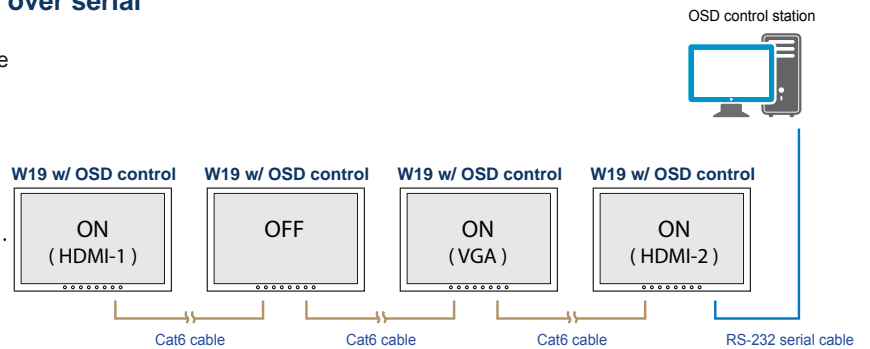 over serial
OSD control station
e
W19 w/ OSD control W19 w/ OSD control W19 w/ OSD control W19 w/ OSD control
ON OFF ON ON
( HDMI-1 ) ( VGA ) ( HDMI-2 )
..
Cat6 cable Cat6 cable Cat6 cable RS-232 serial cable